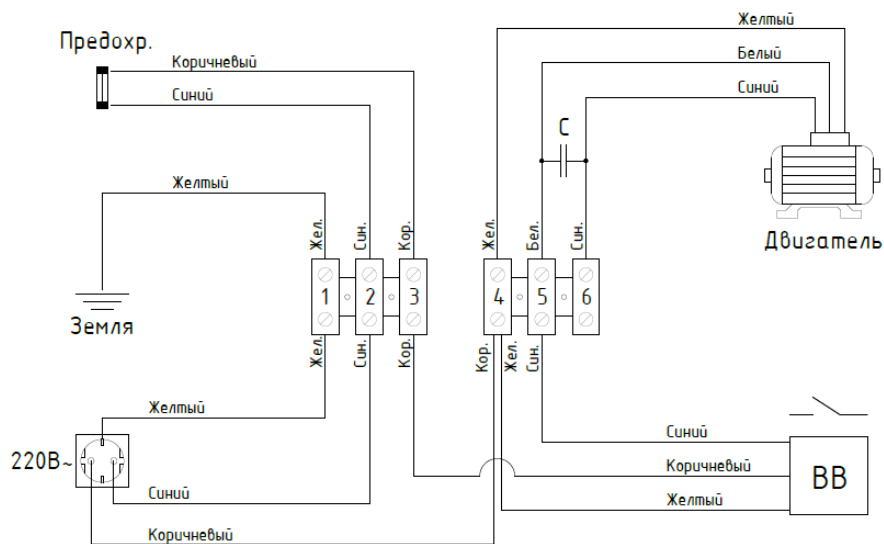 Предохр.
Коричневый
Синий
Желтый
Земля
Жел.
Син.
Кор.
1
2
3
Жел.
Син.
Кор.
Желтый
220В~
Синий
Коричневый
Желтый
Белый
Синий
C
Двигатель
Жел.
Бел.
Син.
4
5
6
Кор.
Жел.
Син.
Синий
Коричневый
Желтый
ВВ